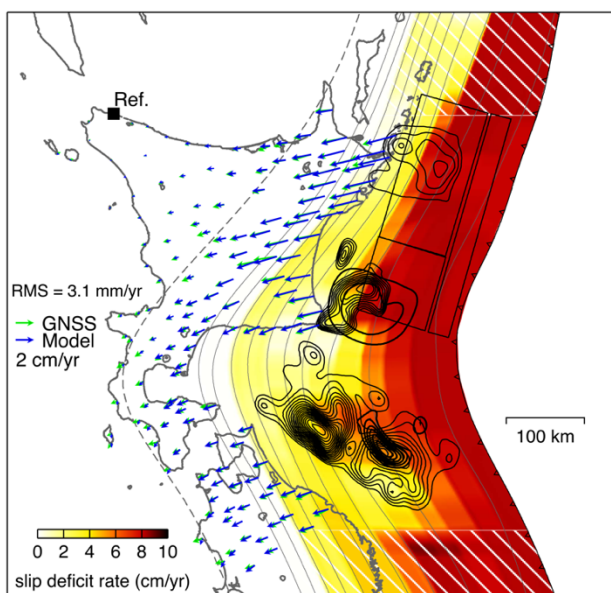 Ref.
RMS = 3.1 mm/yr
GNSS
Model
2 cm/yr
100 km
0 2 4 6 8 10
slip deficit rate (cm/yr)